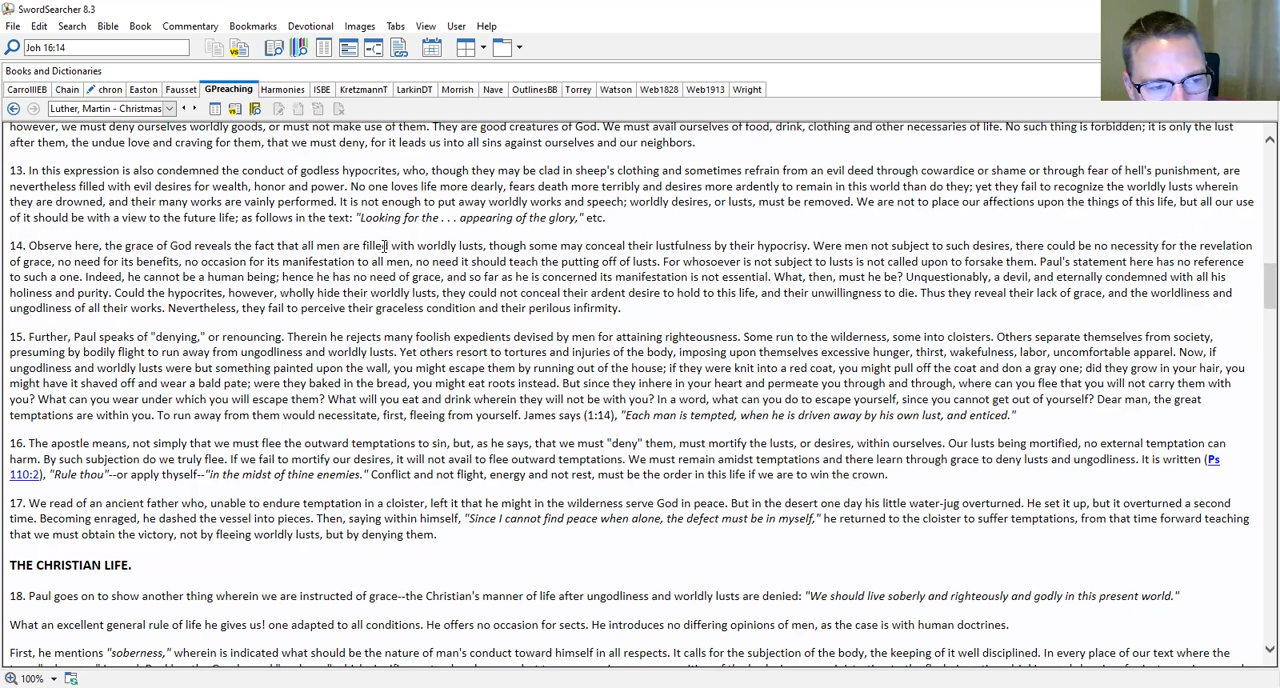 SwordSearcher 8.3
File Edit Search Bible Book Commentary Bookmarks Devotional Images Tabs View User Help
Joh 16:14
Books and Dictionaries
CarrollIEB Chain chron Easton Fausset GPreaching Harmonies ISBE KretzmannT LarkinDT Morrish Nave OutlinesBB Torrey Watson Web1828 Web1913 Wright
Luther, Martin - Christmas
however, we must deny ourselves worldly goods, or must not make use of them. They are good creatures of God. We must avail ourselves of food, drink, clothing and other necessaries of life. No such thing is forbidden; it is only the lust
after them, the undue love and craving for them, that we must deny, for it leads us into all sins against ourselves and our neighbors.
13. In this expression is also condemned the conduct of godless hypocrites, who, though they may be clad in sheep's clothing and sometimes refrain from an evil deed through cowardice or shame or through fear of hell's punishment, are
nevertheless filled with evil desires for wealth, honor and power. No one loves life more dearly, fears death more terribly and desires more ardently to remain in this world than do they; yet they fail to recognize the worldly lusts wherein
they are drowned, and their many works are vainly performed. It is not enough to put away worldly works and speech; worldly desires, or lusts, must be removed. We are not to place our affections upon the things of this life, but all our use
of it should be with a view to the future life; as follows in the text: "Looking for the . . . appearing of the glory," etc.
14. Observe here, the grace of God reveals the fact that all men are filled with worldly lusts, though some may conceal their lustfulness by their hypocrisy. Were men not subject to such desires, there could be no necessity for the revelation
of grace, no need for its benefits, no occasion for its manifestation to all men, no need it should teach the putting off of lusts. For whosoever is not subject to lusts is not called upon to forsake them. Paul's statement here has no reference
to such a one. Indeed, he cannot be a human being; hence he has no need of grace, and so far as he is concerned its manifestation is not essential. What, then, must he be? Unquestionably, a devil, and eternally condemned with all his
holiness and purity. Could the hypocrites, however, wholly hide their worldly lusts, they could not conceal their ardent desire to hold to this life, and their unwillingness to die. Thus they reveal their lack of grace, and the worldliness and
ungodliness of all their works. Nevertheless, they fail to perceive their graceless condition and their perilous infirmity.
15. Further, Paul speaks of "denying," or renouncing. Therein he rejects many foolish expedients devised by men for attaining righteousness. Some run to the wilderness, some into cloisters. Others separate themselves from society,
presuming by bodily flight to run away from ungodliness and worldly lusts. Yet others resort to tortures and injuries of the body, imposing upon themselves excessive hunger, thirst, wakefulness, labor, uncomfortable apparel. Now, if
ungodliness and worldly lusts were but something painted upon the wall, you might escape them by running out of the house; if they were knit into a red coat, you might pull off the coat and don a gray one; did they grow in your hair, you
might have it shaved off and wear a bald pate; were they baked in the bread, you might eat roots instead. But since they inhere in your heart and permeate you through and through, where can you flee that you will not carry them with
you? What can you wear under which you will escape them? What will you eat and drink wherein they will not be with you? In a word, what can you do to escape yourself, since you cannot get out of yourself? Dear man, the great
temptations are within you. To run away from them would necessitate, first, fleeing from yourself. James says (1:14), "Each man is tempted, when he is driven away by his own lust, and enticed."
16. The apostle means, not simply that we must flee the outward temptations to sin, but, as he says, that we must "deny" them, must mortify the lusts, or desires, within ourselves. Our lusts being mortified, no external temptation can
harm. By such subjection do we truly flee. If we fail to mortify our desires, it will not avail to flee outward temptations. We must remain amidst temptations and there learn through grace to deny lusts and ungodliness. It is written (Ps
110:2), "Rule thou"--or apply thyself--"in the midst of thine enemies." Conflict and not flight, energy and not rest, must be the order in this life if we are to win the crown.
17. We read of an ancient father who, unable to endure temptation in a cloister, left it that he might in the wilderness serve God in peace. But in the desert one day his little water-jug overturned. He set it up, but it overturned a second
time. Becoming enraged, he dashed the vessel into pieces. Then, saying within himself, "Since I cannot find peace when alone, the defect must be in myself," he returned to the cloister to suffer temptations, from that time forward teaching
that we must obtain the victory, not by fleeing worldly lusts, but by denying them.
THE CHRISTIAN LIFE.
18. Paul goes on to show another thing wherein we are instructed of grace--the Christian's manner of life after ungodliness and worldly lusts are denied: "We should live soberly and righteously and godly in this present world."
What an excellent general rule of life he gives us! one adapted to all conditions. He offers no occasion for sects. He introduces no differing opinions of men, as the case is with human doctrines.
First, he mentions "soberness," wherein is indicated what should be the nature of man's conduct toward himself in all respects. It calls for the subjection of the body, the keeping of it well disciplined. In every place of our text where the
100%